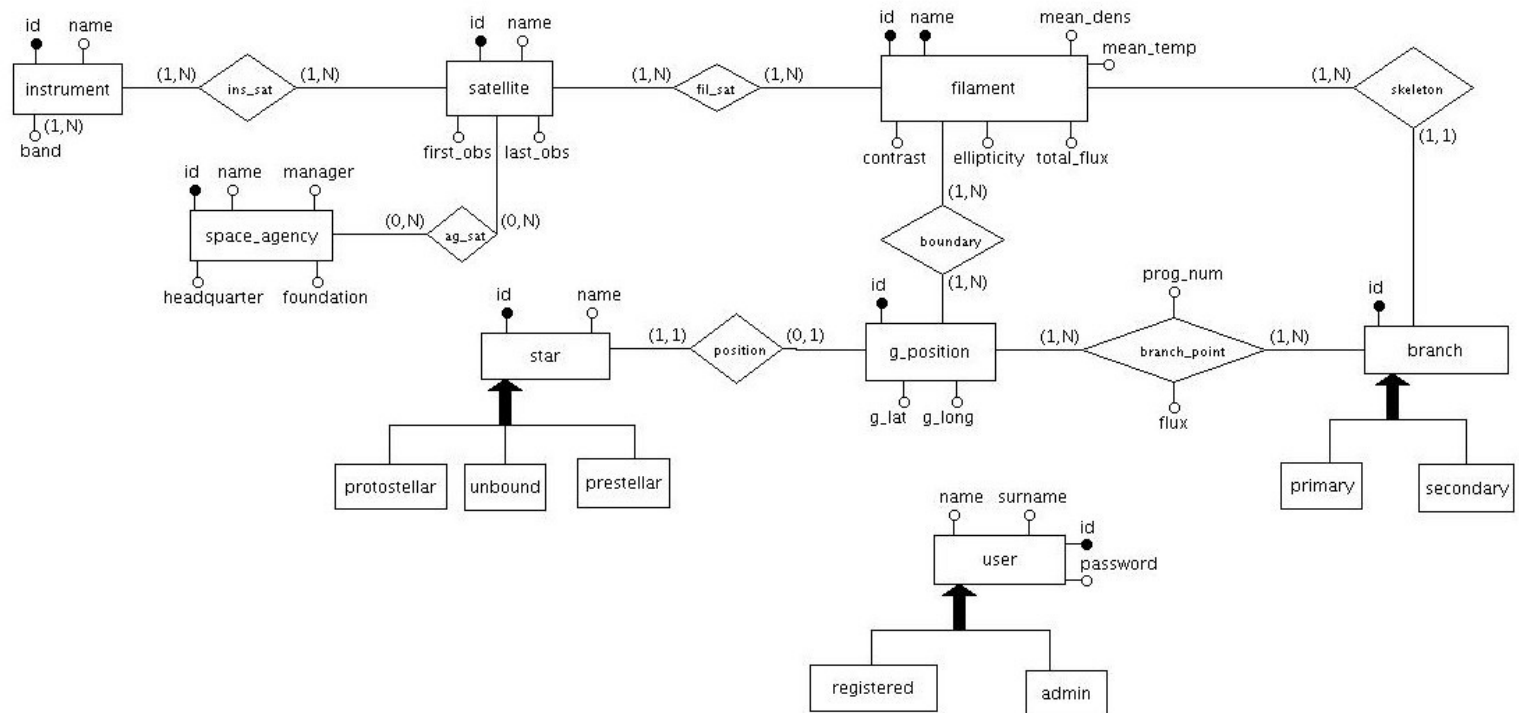 id name
instrument
(1,N)
band
(1,N) ins_sat (1,N)
id name
satellite
first_obs last_obs
(1,N) fil_sat (1,N)
id name mean_dens
mean_temp
filament
contrast ellipticity total_flux
(1,N) skeleton
(1,1)
id name manager
space_agency
headquarter foundation
(0,N) ag_sat (0,N)
(1,N)
boundary
(1,N)
id name
star
(1,1) position (0,1)
id
g_position
g_lat g_long
prog_num
(1,N) branch_point (1,N)
flux
id
branch
protostellar unbound prestellar
primary secondary
name surname
id
user
password
registered admin